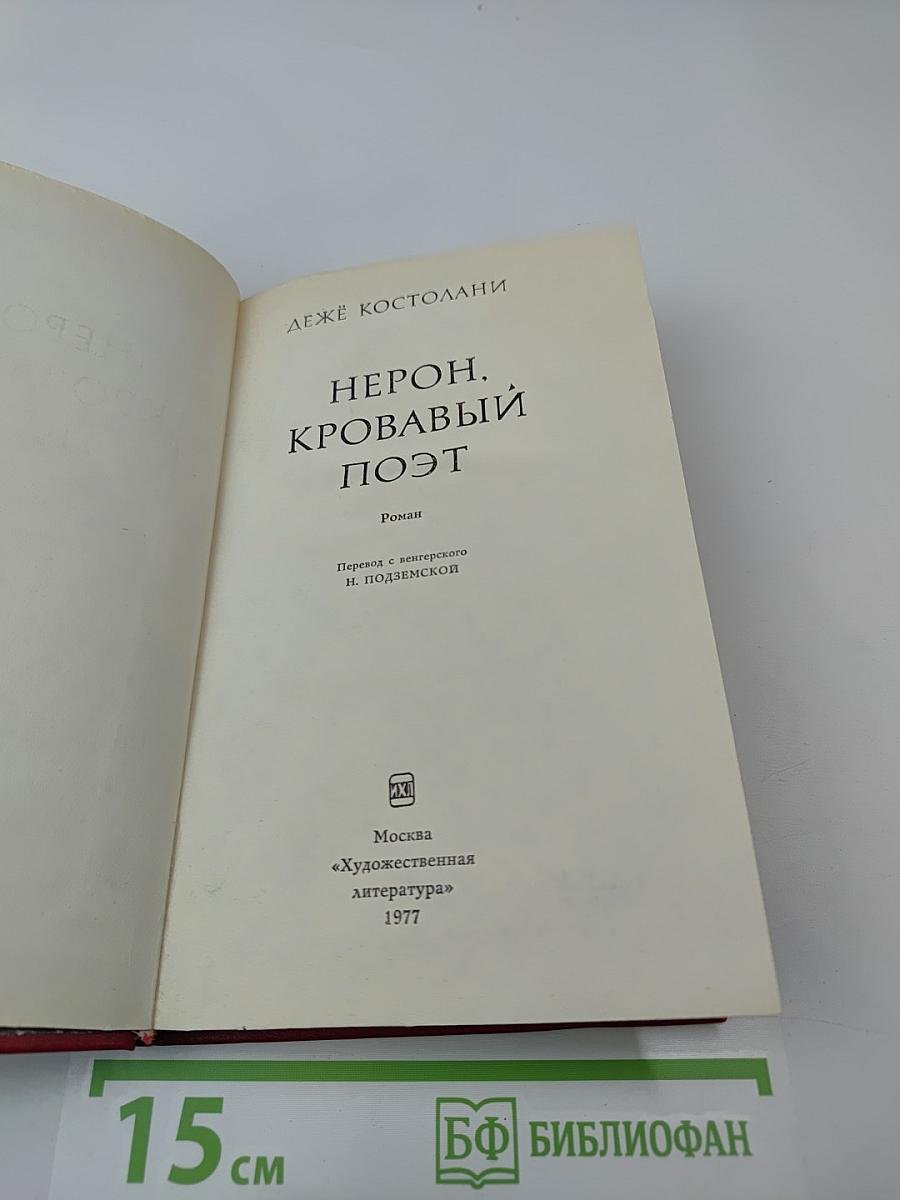 ДЕЖЁ КОСТОЛАНИ
НЕРОН,
КРОВАВЫЙ
ПОЭТ
Роман
Перевод с венгерского
Н. ПОДЗЕМСКОЙ
ИХЛ
Москва
«Художественная
литература»
1977
15 см
БФ БИБЛИОФАН